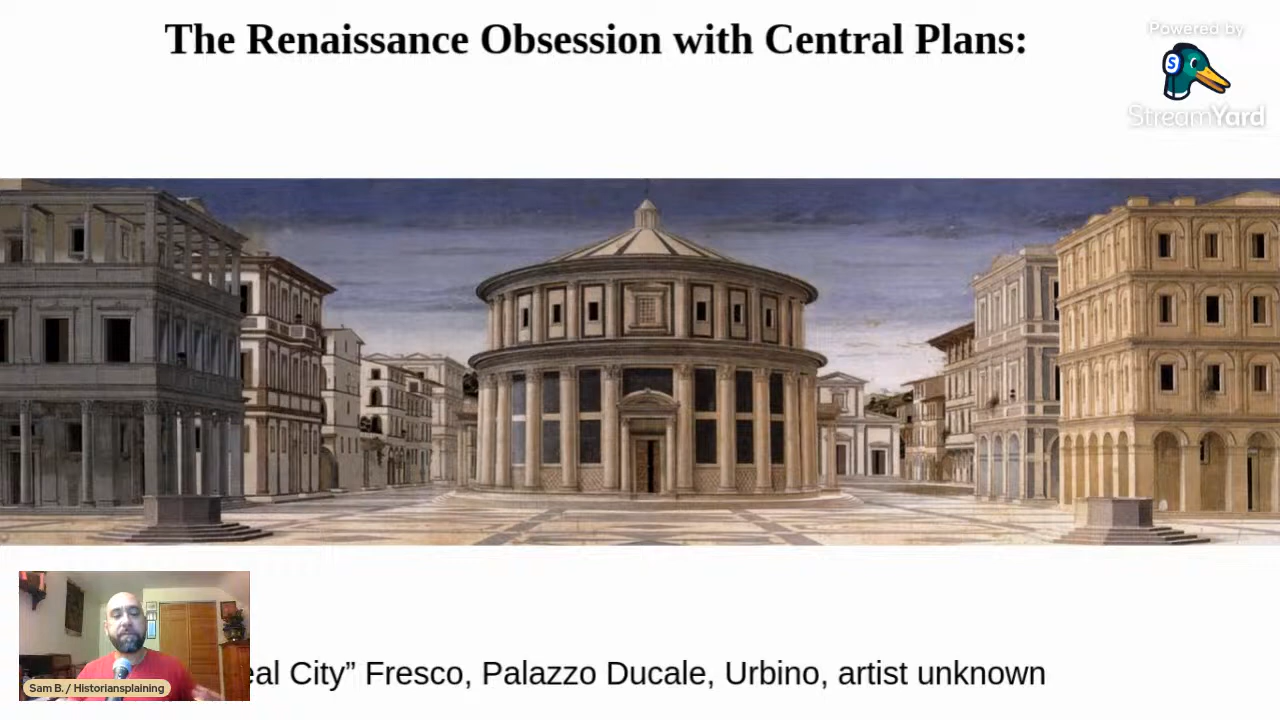 The Renaissance Obsession with Central Plans:
Powered by
S
StreamYard
eal City” Fresco, Palazzo Ducale, Urbino, artist unknown
Sam B. / Historiansplaining